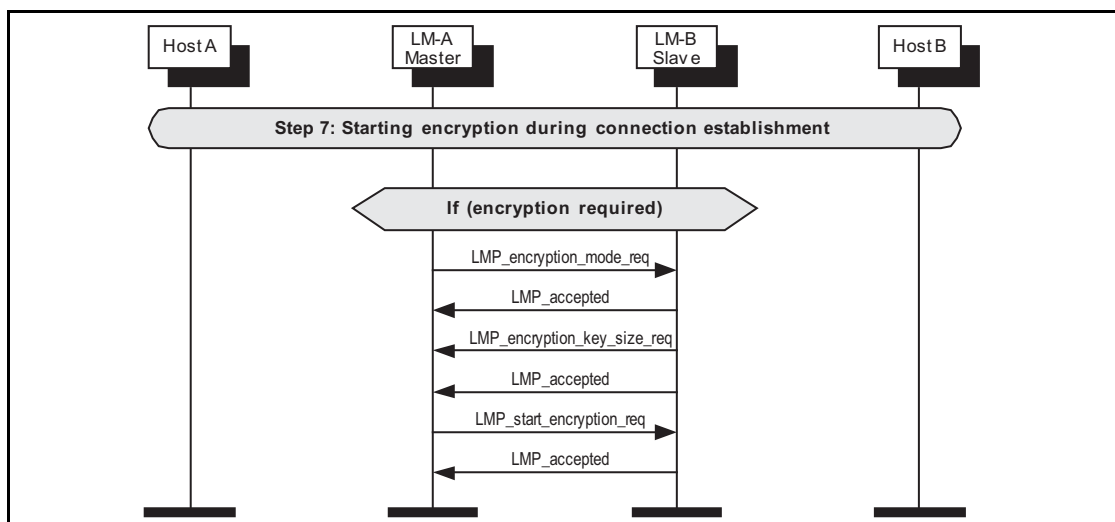 Host A
LM-A
Master
LM-B
Slave
Host B
Step 7: Starting encryption during connection establishment
If (encryption required)
LMP_encryption_mode_req
LMP_accepted
LMP_encryption_key_size_req
LMP_accepted
LMP_start_encryption_req
LMP_accepted